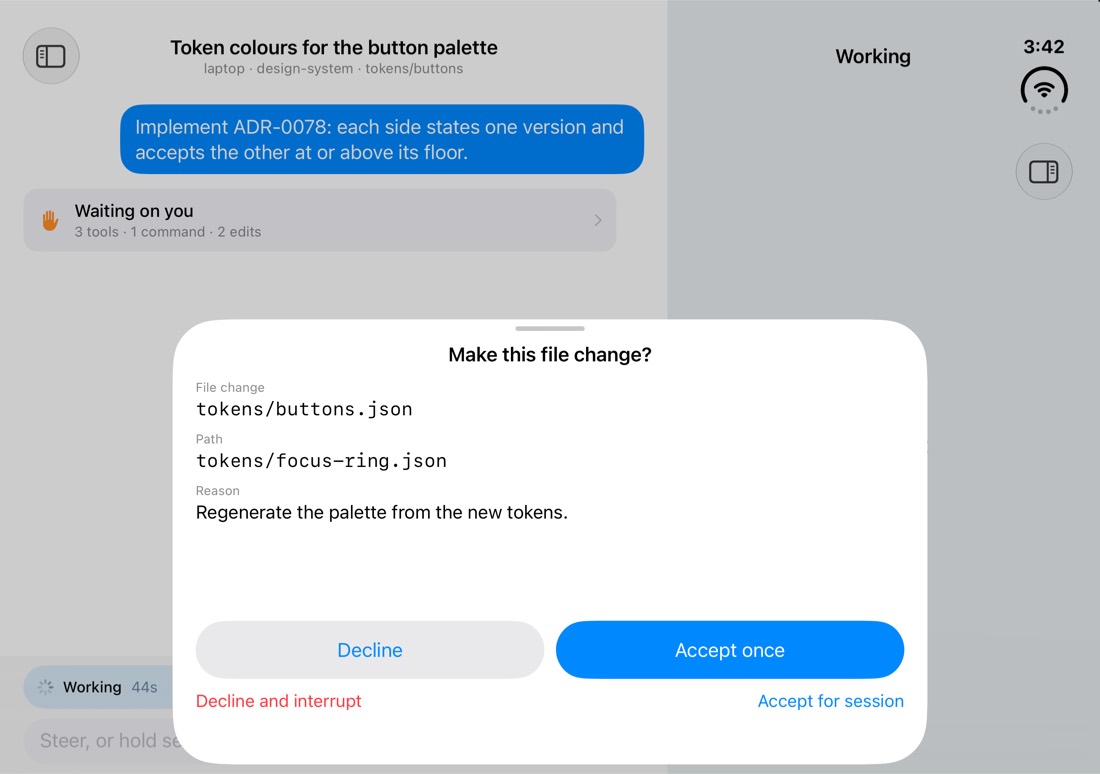 Token colours for the button palette
laptop · design-system · tokens/buttons
Working
3:42
Implement ADR-0078: each side states one version and
accepts the other at or above its floor.
Waiting on you
3 tools · 1 command · 2 edits
Make this file change?
File change
tokens/buttons.json
Path
tokens/focus-ring.json
Reason
Regenerate the palette from the new tokens.
Decline
Accept once
Decline and interrupt
Accept for session
Working 44s
Steer, or hold